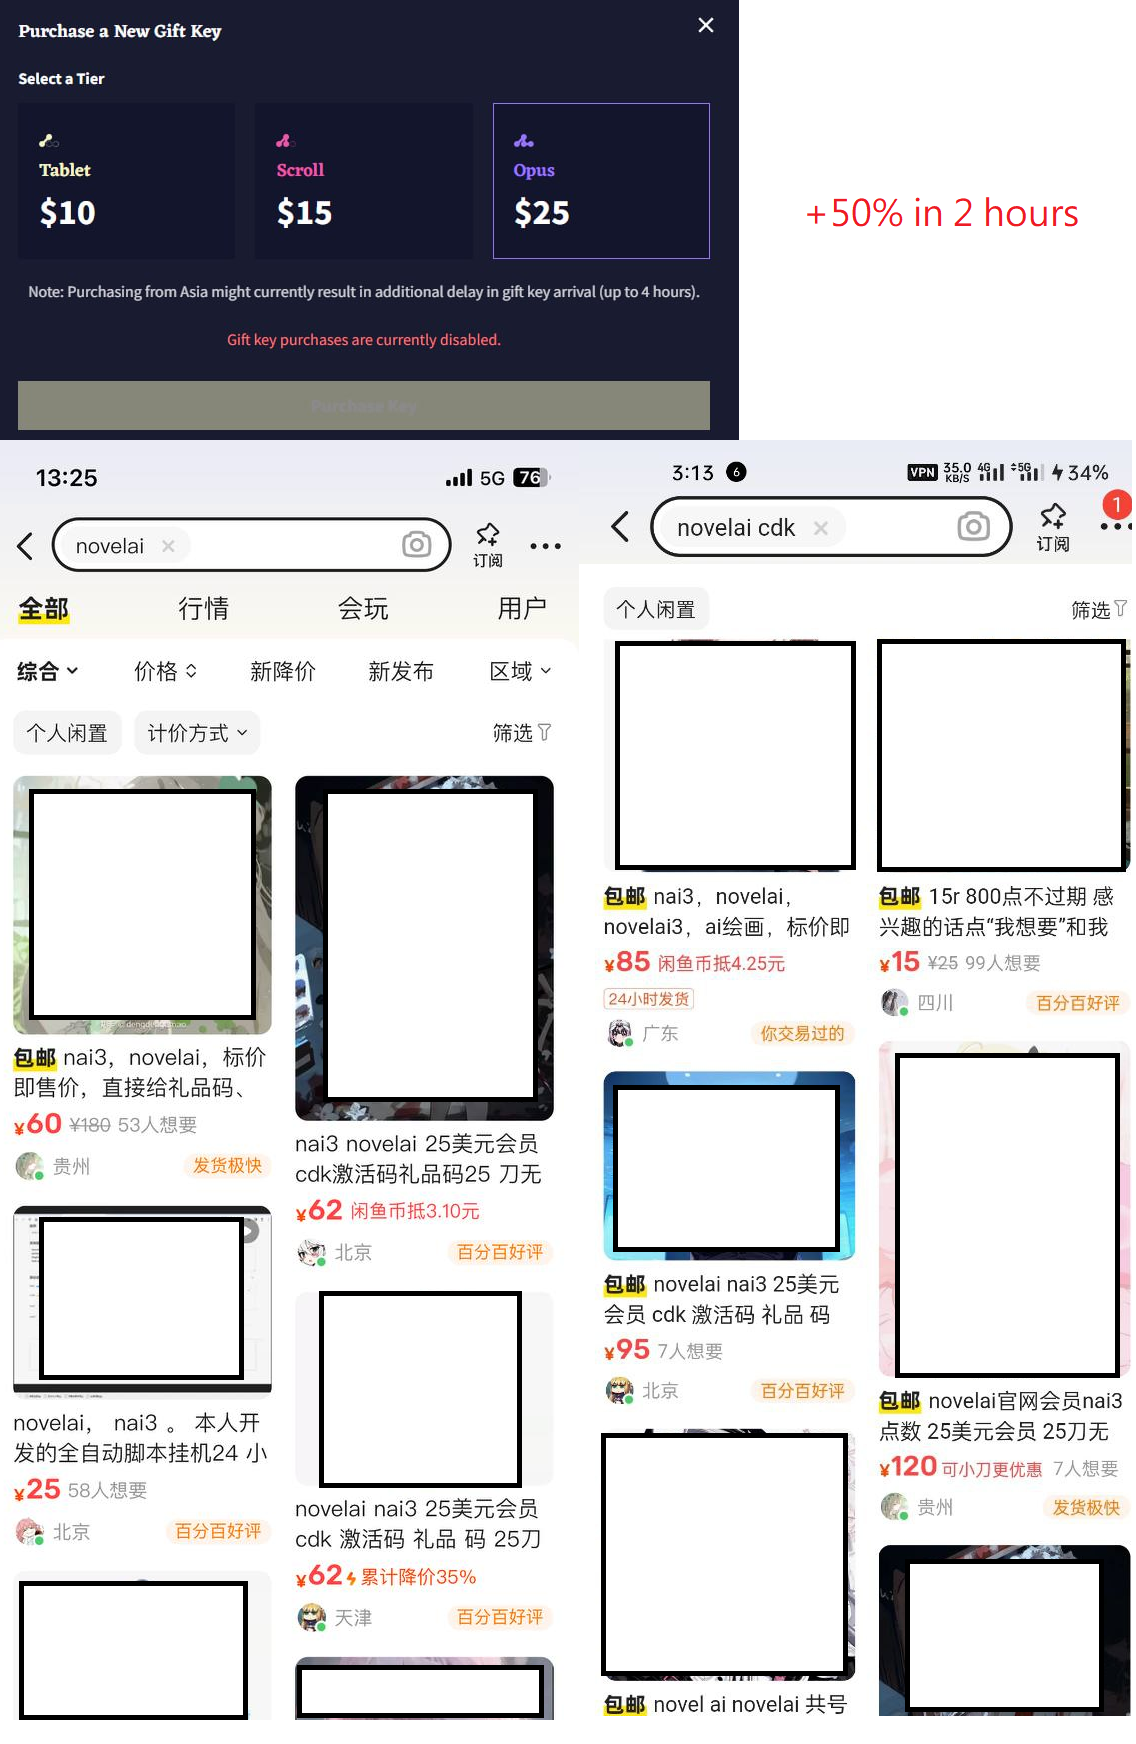 Purchase a New Gift Key
Select a Tier
Tablet
$10
Scroll
$15
Opus
$25
Note: Purchasing from Asia might currently result in additional delay in gift key arrival (up to 4 hours).
Gift key purchases are currently disabled.
Purchase Key
+50% in 2 hours
13:25
5G 76
novelai
订阅
全部 行情 会玩 用户
综合 价格 新降价 新发布 区域
个人闲置 计价方式 筛选
包邮 nai3，novelai，标价
即售价，直接给礼品码、
¥60 ¥180 53人想要
贵州 发货极快
novelai， nai3 。 本人开
发的全自动脚本挂机24 小
¥25 58人想要
北京 百分百好评
nai3 novelai 25美元会员
cdk激活码礼品码25 刀无
¥62 闲鱼币抵3.10元
北京 百分百好评
novelai nai3 25美元会员
cdk 激活码 礼品 码 25刀
¥62 累计降价35%
天津 百分百好评
3:13 6
VPN 35.0 KB/S 4G 5G 34%
novelai cdk
订阅
1
个人闲置 筛选
包邮 nai3，novelai，
novelai3，ai绘画，标价即
¥85 闲鱼币抵4.25元
24小时发货
广东 你交易过的
包邮 novelai nai3 25美元
会员 cdk 激活码 礼品 码
¥95 7人想要
北京 百分百好评
包邮 novel ai novelai 共号
包邮 15r 800点不过期 感
兴趣的话点“我想要”和我
¥15 ¥25 99人想要
四川 百分百好评
包邮 novelai官网会员nai3
点数 25美元会员 25刀无
¥120 可小刀更优惠 7人想要
贵州 发货极快